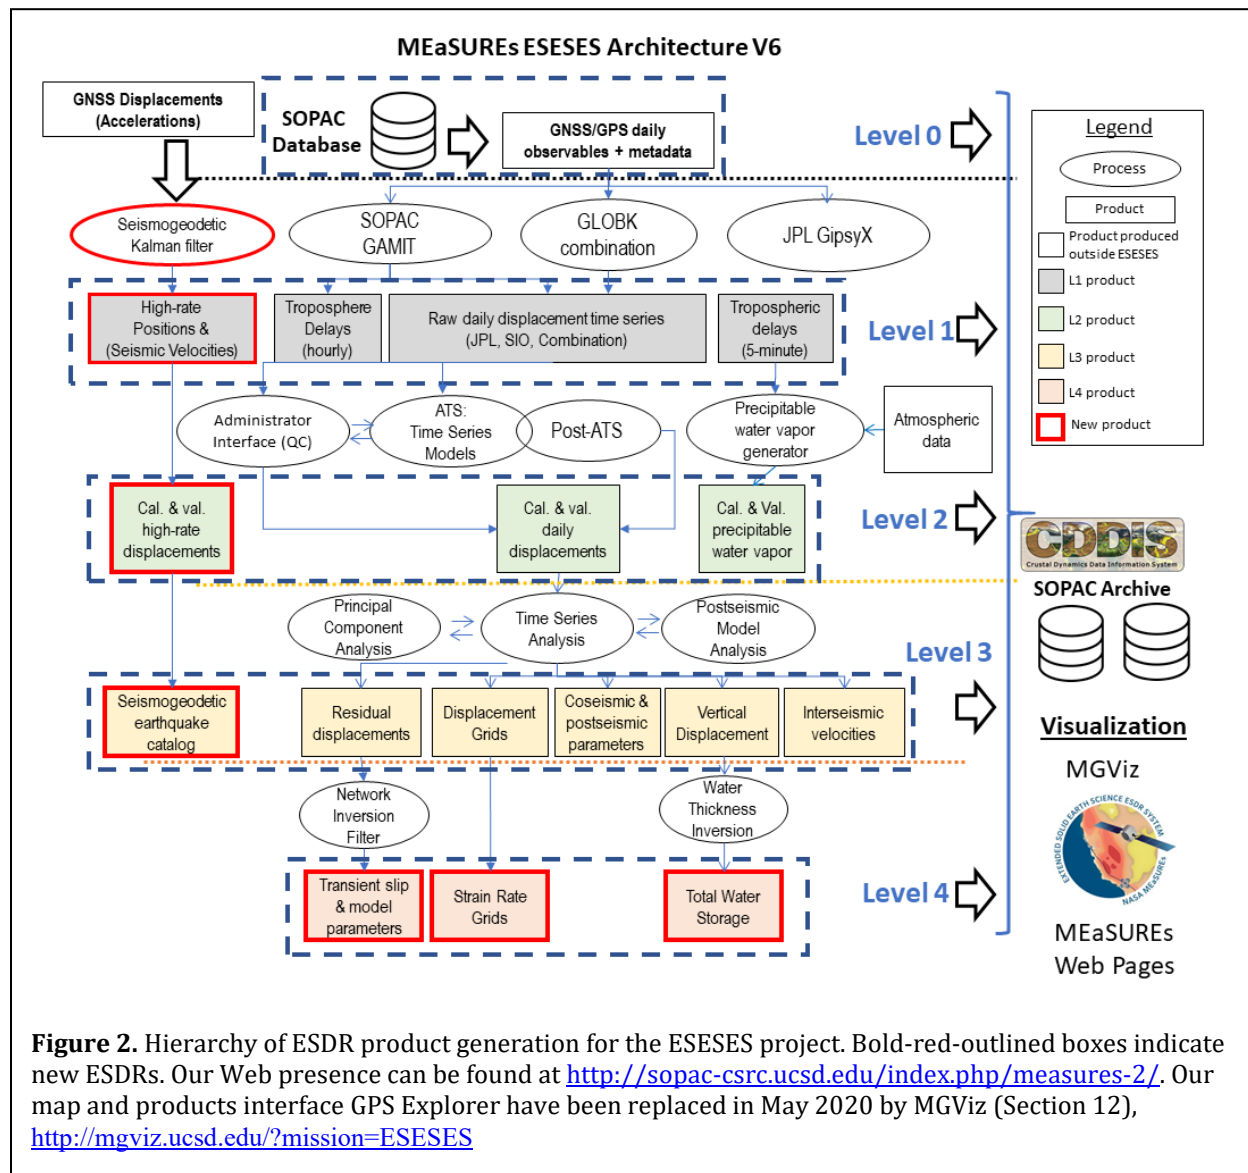 MEaSUREs ESESES Architecture V6
GNSS Displacements
(Accelerations)
SOPAC
Database
GNSS/GPS daily
observables + metadata
Level 0
Legend
Process
Product
Product produced
outside ESESES
L1 product
L2 product
L3 product
L4 product
New product
Seismogeodetic
Kalman filter
SOPAC
GAMIT
GLOBK
combination
JPL GipsyX
High-rate
Positions &
(Seismic Velocities)
Troposphere
Delays
(hourly)
Raw daily displacement time series
(JPL, SIO, Combination)
Tropospheric
delays
(5-minute)
Level 1
Administrator
Interface (QC)
ATS:
Time Series
Models
Post-ATS
Precipitable
water vapor
generator
Atmospheric
data
Cal. & val.
high-rate
displacements
Cal. & val.
daily
displacements
Cal. & Val.
precipitable
water vapor
Level 2
CDDIS
Crustal Dynamics Data Information System
SOPAC Archive
Principal
Component
Analysis
Time Series
Analysis
Postseismic
Model
Analysis
Level 3
Seismogeodetic
earthquake
catalog
Residual
displacements
Displacement
Grids
Coseismic &
postseismic
parameters
Vertical
Displacement
Interseismic
velocities
Visualization
MGViz
Network
Inversion
Filter
Water
Thickness
Inversion
EXTENDED SOLID EARTH SCIENCE ESDR SYSTEM
NASA MEaSUREs
Transient slip
& model
parameters
Strain Rate
Grids
Total Water
Storage
Level 4
MEaSUREs
Web Pages
Figure 2. Hierarchy of ESDR product generation for the ESESES project. Bold-red-outlined boxes indicate
new ESDRs. Our Web presence can be found at http://sopac-csrc.ucsd.edu/index.php/measures-2/. Our
map and products interface GPS Explorer have been replaced in May 2020 by MGViz (Section 12),
http://mgviz.ucsd.edu/?mission=ESESES